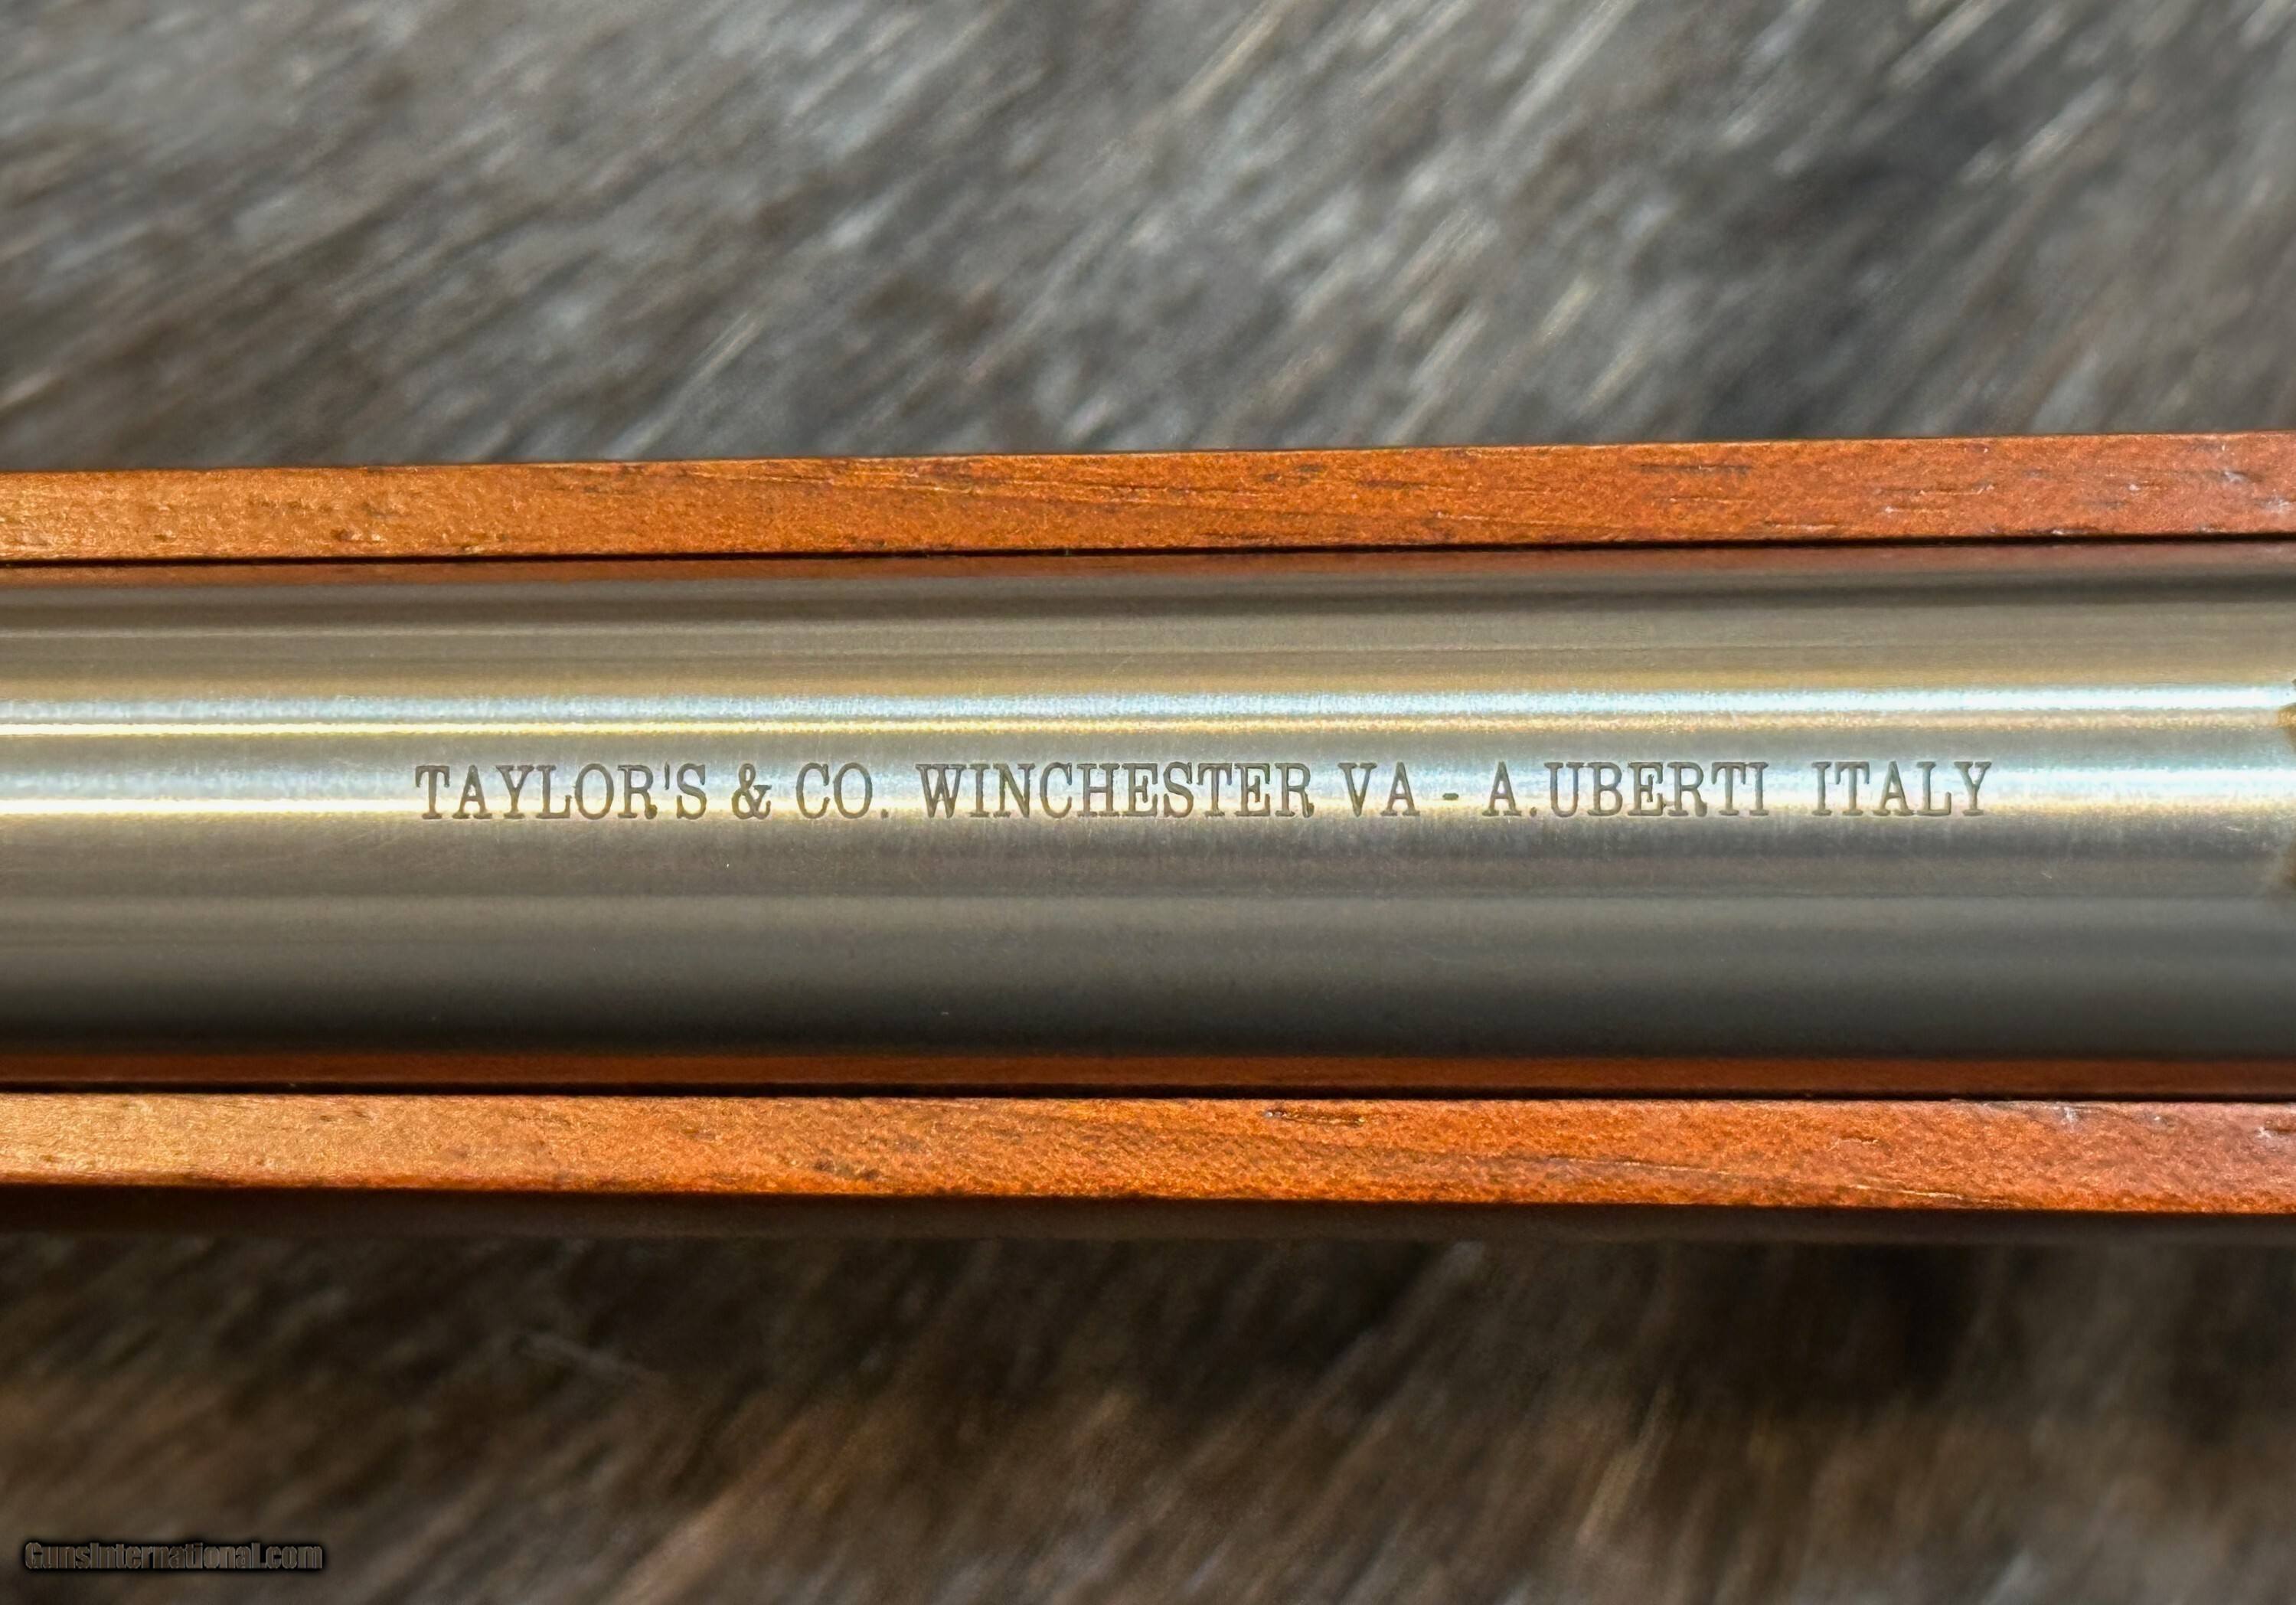 TAYLOR'S & CO. WINCHESTER VA - A.UBERTI ITALY
GunsInternational.com